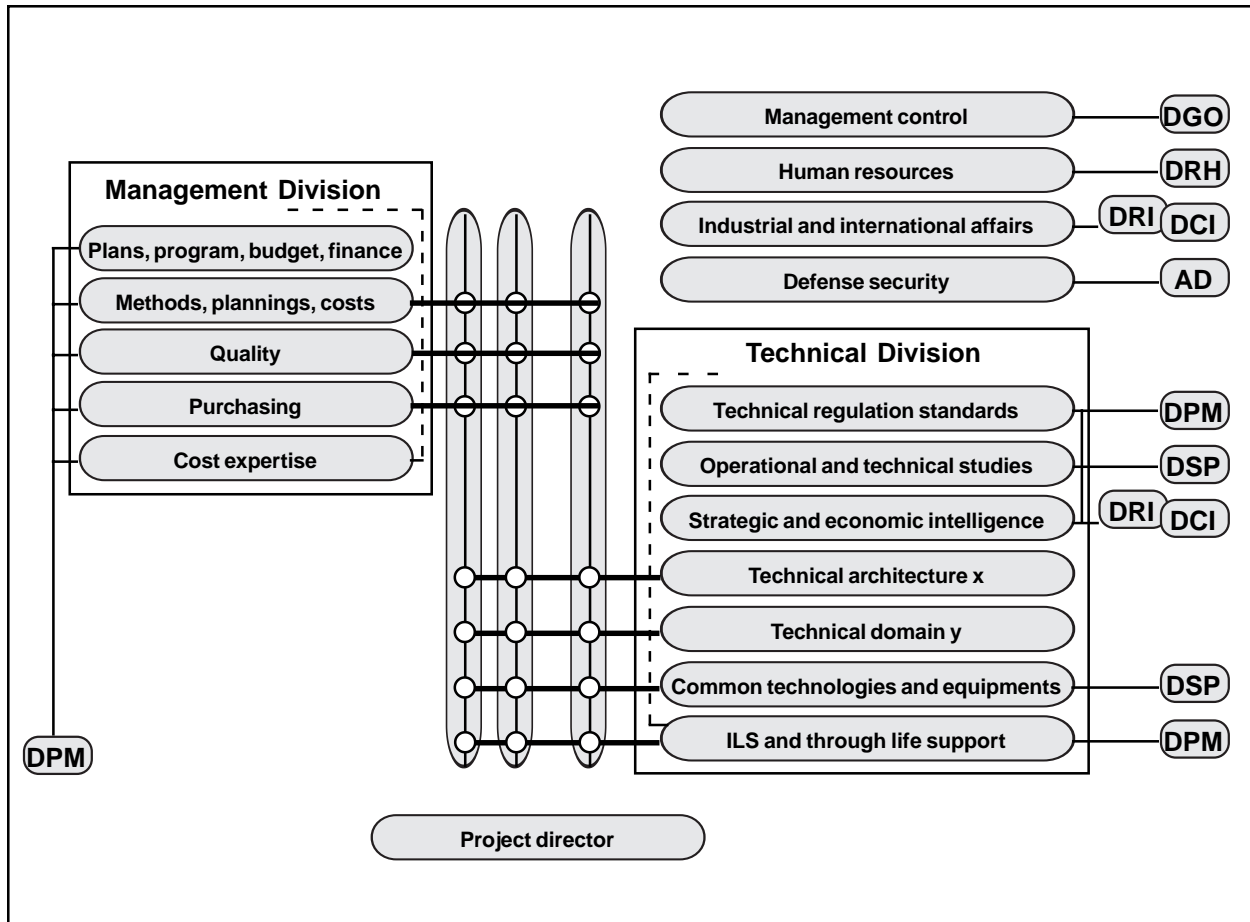 Management control
DGO
Human resources
DRH
Industrial and international affairs
DRI
DCI
Defense security
AD
Management Division
Plans, program, budget, finance
Methods, plannings, costs
Quality
Purchasing
Cost expertise
DPM
Technical Division
Technical regulation standards
DPM
Operational and technical studies
DSP
Strategic and economic intelligence
DRI
DCI
Technical architecture x
Technical domain y
Common technologies and equipments
DSP
ILS and through life support
DPM
Project director